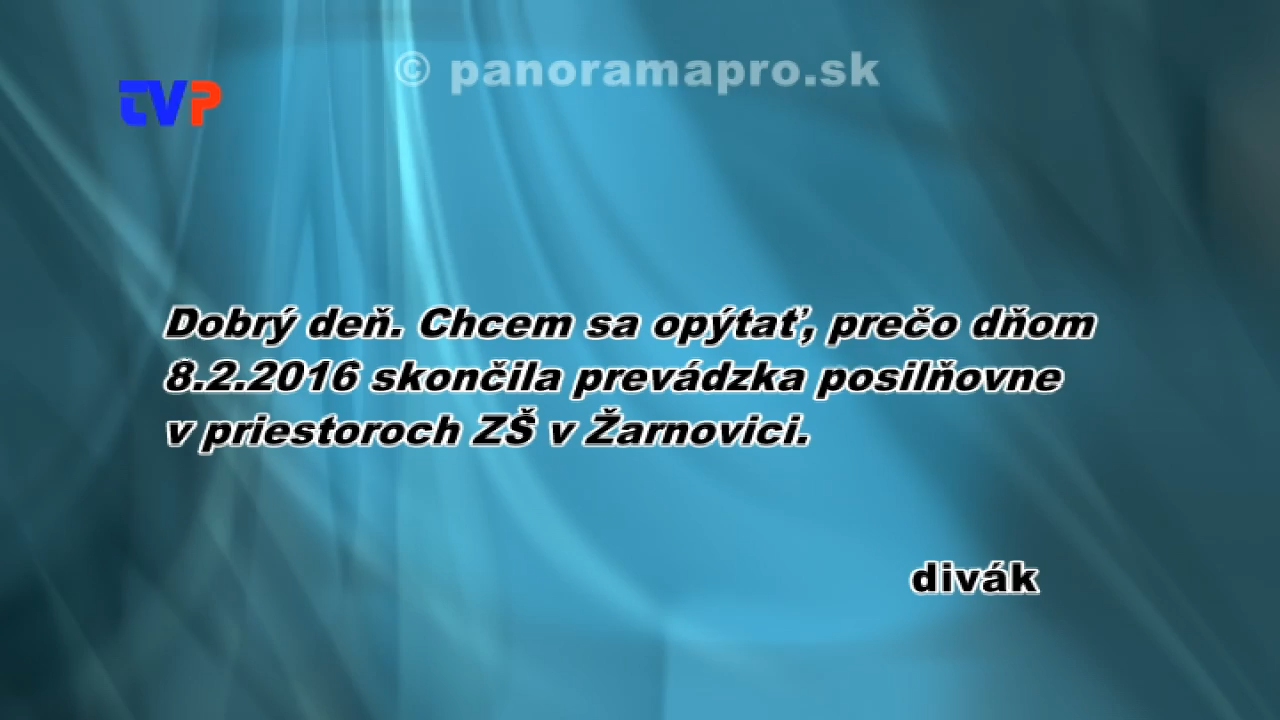 © panoramapro.sk
TVP
Dobrý deň. Chcem sa opýtať, prečo dňom
8.2.2016 skončila prevádzka posilňovne
v priestoroch ZŠ v Žarnovici.
divák